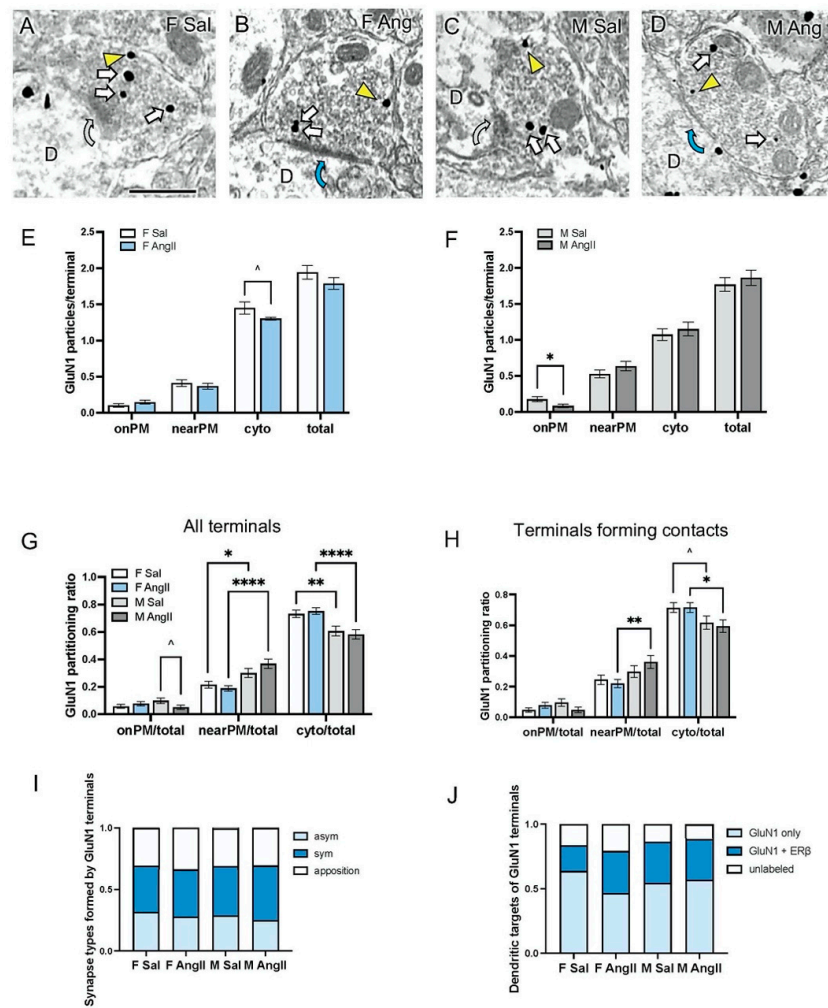 A
F Sal
B
F Ang
C
M Sal
D
M Ang
D
D
D
D
E
F Sal
F AngII
^
GluN1 particles/terminal
2.0
1.5
1.0
0.5
0.0
onPM
nearPM
cyto
total
F
M Sal
M AngII
*
GluN1 particles/terminal
2.0
1.5
1.0
0.5
0.0
onPM
nearPM
cyto
total
G
All terminals
F Sal
F AngII
M Sal
M AngII
*
****
****
**
^
GluN1 partitioning ratio
1.0
0.8
0.6
0.4
0.2
0.0
onPM/total
nearPM/total
cyto/total
H
Terminals forming contacts
^
*
**
GluN1 partitioning ratio
0.8
0.6
0.4
0.2
0.0
onPM/total
nearPM/total
cyto/total
I
Synapse types formed by GluN1 terminals
1.0
0.5
0.0
F Sal
F AngII
M Sal
M AngII
asym
sym
apposition
J
Dendritic targets of GluN1 terminals
1.0
0.5
0.0
F Sal
F AngII
M Sal
M AngII
GluN1 only
GluN1 + ERβ
unlabeled